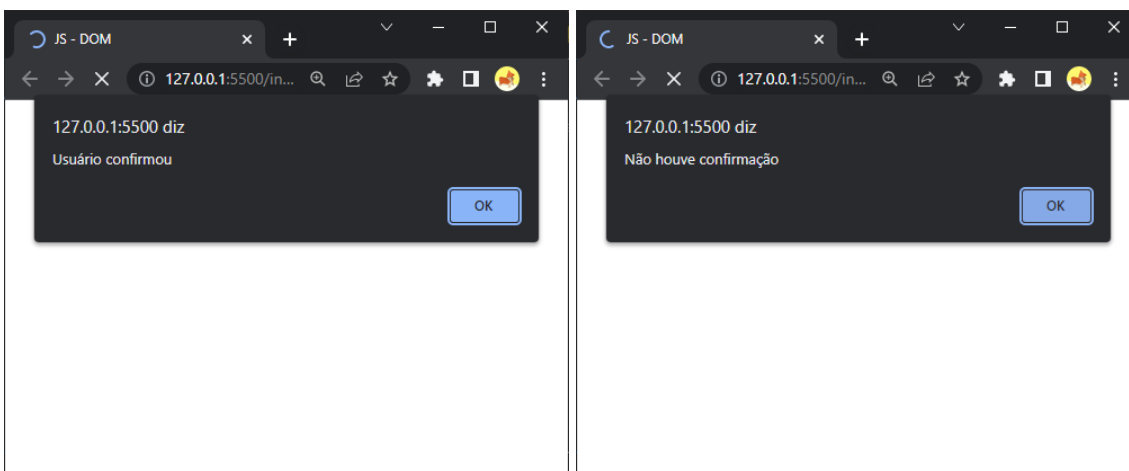 JS - DOM
127.0.0.1:5500/in...
127.0.0.1:5500 diz
Usuário confirmou
OK
JS - DOM
127.0.0.1:5500/in...
127.0.0.1:5500 diz
Não houve confirmação
OK